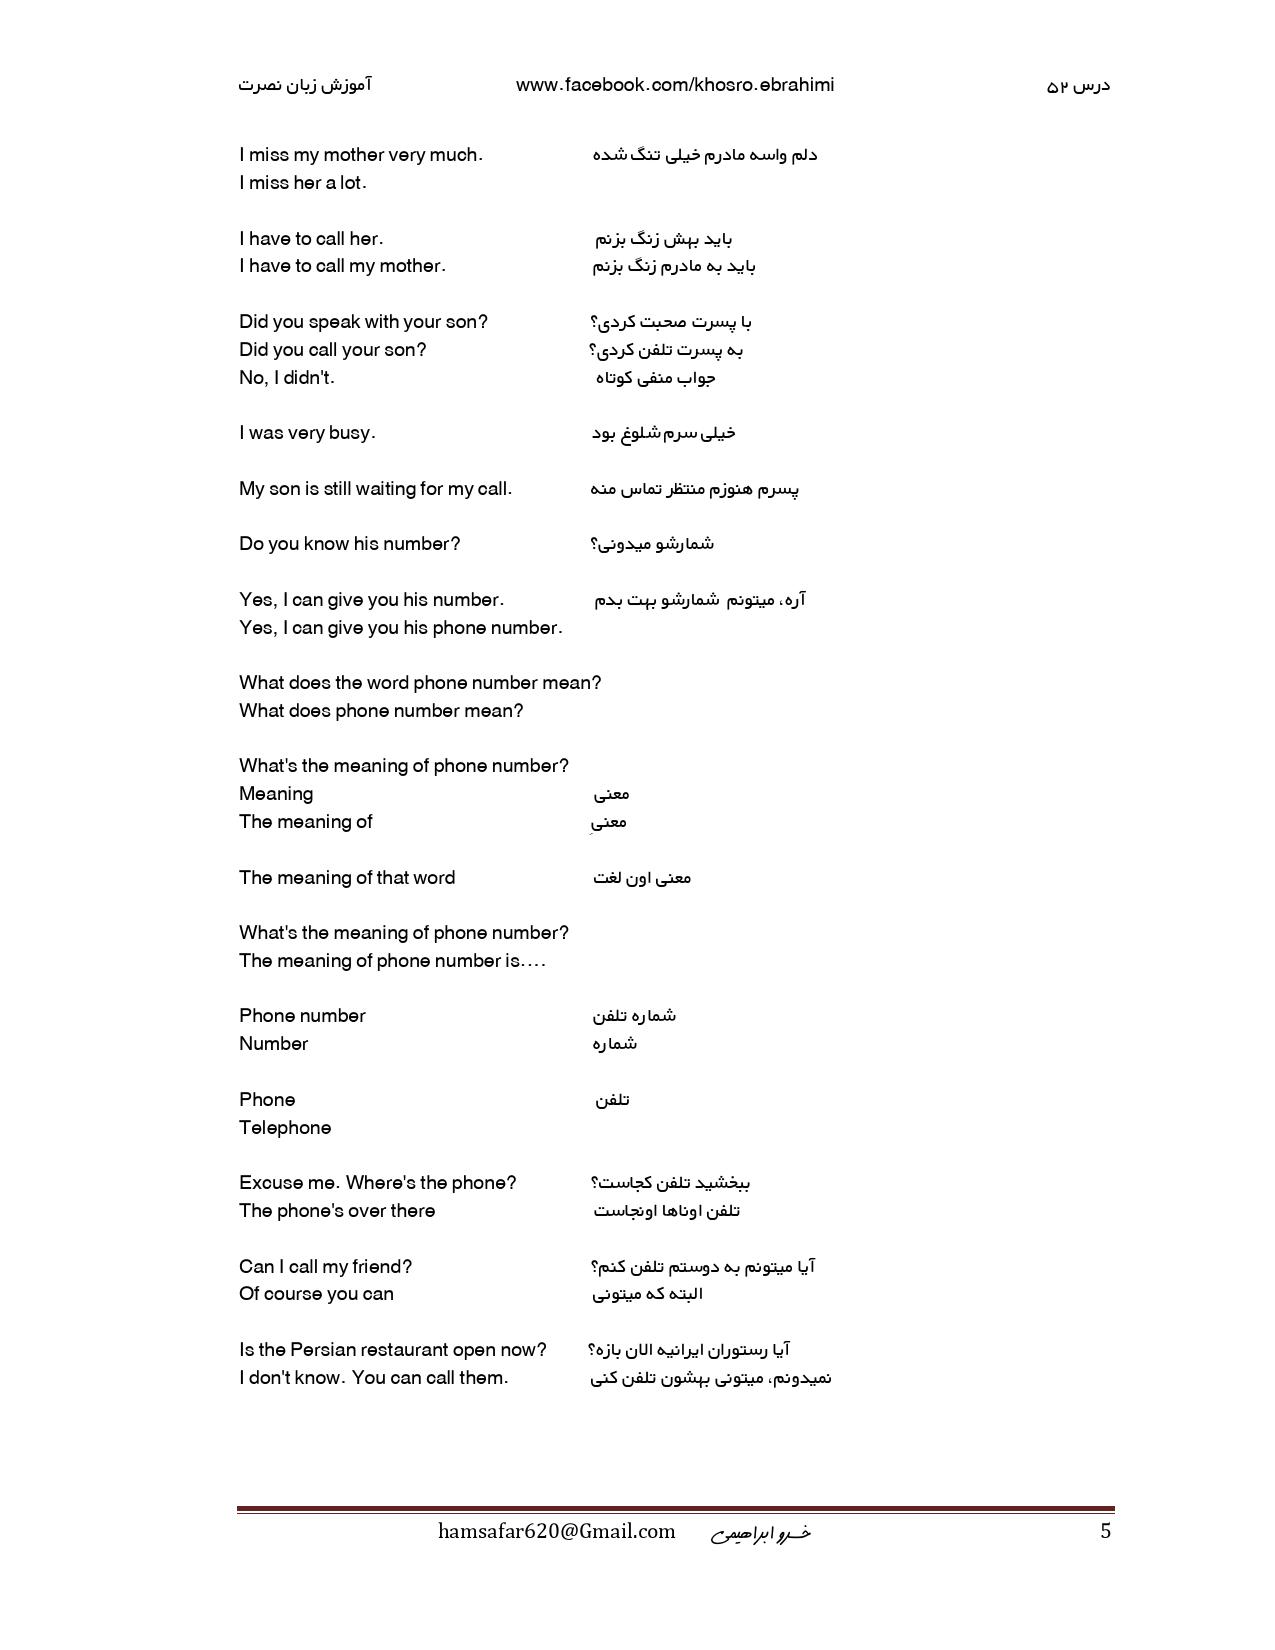 آموزش زبان نصرت www.facebook.com/khosro.ebrahimi درس ۵۲
I miss my mother very much. دلم واسه مادرم خیلی تنگ شده
I miss her a lot.
I have to call her. باید بهش زنگ بزنم
I have to call my mother. باید به مادرم زنگ بزنم
Did you speak with your son? با پسرت صحبت کردی؟
Did you call your son? به پسرت تلفن کردی؟
No, I didn't. جواب منفی کوتاه
I was very busy. خیلی سرم شلوغ بود
My son is still waiting for my call. پسرم هنوزم منتظر تماس منه
Do you know his number? شمارشو میدونی؟
Yes, I can give you his number. آره، میتونم شمارشو بهت بدم
Yes, I can give you his phone number.
What does the word phone number mean?
What does phone number mean?
What's the meaning of phone number?
Meaning معنی
The meaning of معنیِ
The meaning of that word معنی اون لغت
What's the meaning of phone number?
The meaning of phone number is....
Phone number شماره تلفن
Number شماره
Phone تلفن
Telephone
Excuse me. Where's the phone? ببخشید تلفن کجاست؟
The phone's over there تلفن اوناها اونجاست
Can I call my friend? آیا میتونم به دوستم تلفن کنم؟
Of course you can البته که میتونی
Is the Persian restaurant open now? آیا رستوران ایرانیه الان بازه؟
I don't know. You can call them. نمیدونم، میتونی بهشون تلفن کنی
hamsafar620@Gmail.com خسرو ابراهیمی 5